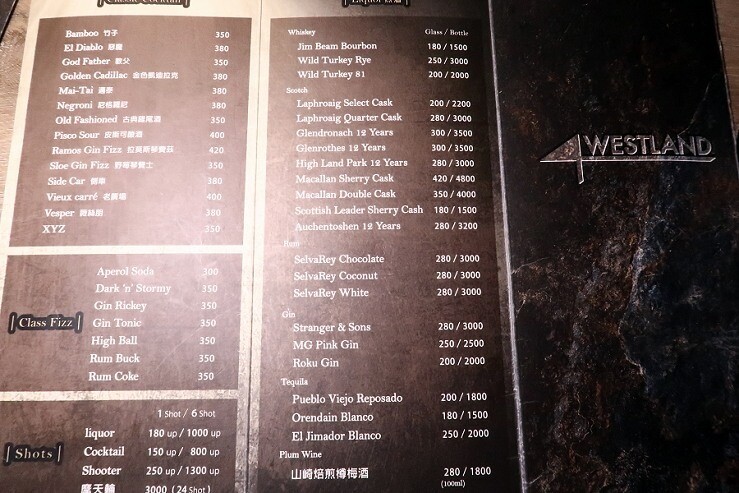 Classic Cocktail
Bamboo 竹子 350
El Diablo 惡魔 380
God Father 教父 350
Golden Cadillac 金色凱迪拉克 380
Mai-Tai 邁泰 380
Negroni 尼格羅尼 380
Old Fashioned 古典雞尾酒 350
Pisco Sour 皮斯可酸酒 400
Ramos Gin Fizz 拉莫斯琴費茲 420
Sloe Gin Fizz 350
Side Car 側車 380
Vieux carré 老廣場 400
Vesper 薇絲朋 380
XYZ 350
Class Fizz
Aperol Soda 300
Dark 'n' Stormy 350
Gin Rickey 350
Gin Tonic 350
High Ball 350
Rum Buck 350
Rum Coke 350
Shots
1 Shot / 6 Shot
liquor 180 up / 1000 up
Cocktail 150 up / 800 up
Shooter 250 up / 1300 up
摩天輪 3000 (24 Shot)
Liquor 烈酒
Whiskey Glass / Bottle
Jim Beam Bourbon 180 / 1500
Wild Turkey Rye 250 / 3000
Wild Turkey 81 200 / 2000
Scotch
Laphroaig Select Cask 200 / 2200
Laphroaig Quarter Cask 280 / 3000
Glendronach 12 Years 300 / 3500
Glenrothes 12 Years 300 / 3500
High Land Park 12 Years 280 / 3000
Macallan Sherry Cask 420 / 4800
Macallan Double Cask 350 / 4000
Scottish Leader Sherry Cash 180 / 1500
Auchentoshen 12 Years 280 / 3200
Rum
SelvaRey Chocolate 280 / 3000
SelvaRey Coconut 280 / 3000
SelvaRey White 280 / 3000
Gin
Stranger & Sons 280 / 3000
MG Pink Gin 250 / 2500
Roku Gin 200 / 2000
Tequila
Pueblo Viejo Reposado 200 / 1800
Orendain Blanco 180 / 1500
El Jimador Blanco 250 / 2000
Plum Wine
山崎焙煎樽梅酒 280 / 1800
(100ml)
WESTLAND